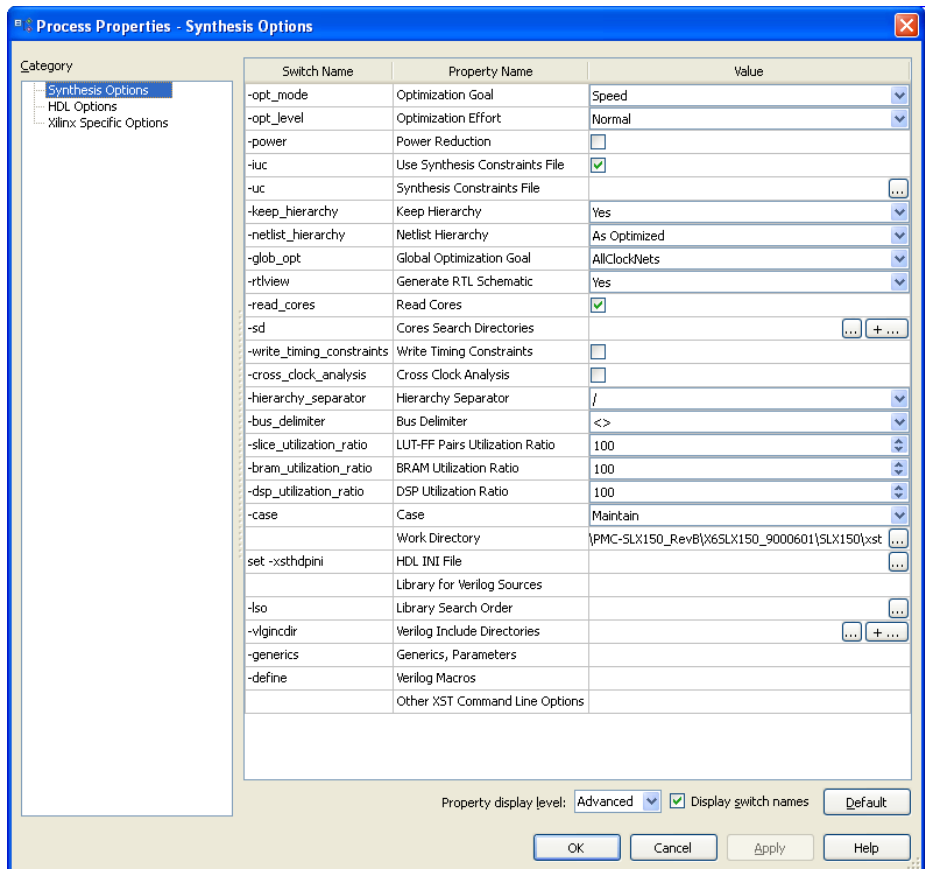 Process Properties - Synthesis Options
Category
Synthesis Options
HDL Options
Xilinx Specific Options
Switch Name Property Name Value
-opt_mode Optimization Goal Speed
-opt_level Optimization Effort Normal
-power Power Reduction
-iuc Use Synthesis Constraints File
-uc Synthesis Constraints File ...
-keep_hierarchy Keep Hierarchy Yes
-netlist_hierarchy Netlist Hierarchy As Optimized
-glob_opt Global Optimization Goal AllClockNets
-rtlview Generate RTL Schematic Yes
-read_cores Read Cores
-sd Cores Search Directories ... + ...
-write_timing_constraints Write Timing Constraints
-cross_clock_analysis Cross Clock Analysis
-hierarchy_separator Hierarchy Separator /
-bus_delimiter Bus Delimiter <>
-slice_utilization_ratio LUT-FF Pairs Utilization Ratio 100
-bram_utilization_ratio BRAM Utilization Ratio 100
-dsp_utilization_ratio DSP Utilization Ratio 100
-case Case Maintain
Work Directory \PMC-SLX150_RevB\X6SLX150_9000601\SLX150\xst ...
set -xsthdpini HDL INI File ...
Library for Verilog Sources
-lso Library Search Order ...
-vlgincdir Verilog Include Directories ... + ...
-generics Generics, Parameters
-define Verilog Macros
Other XST Command Line Options
Property display level: Advanced Display switch names Default
OK Cancel Apply Help